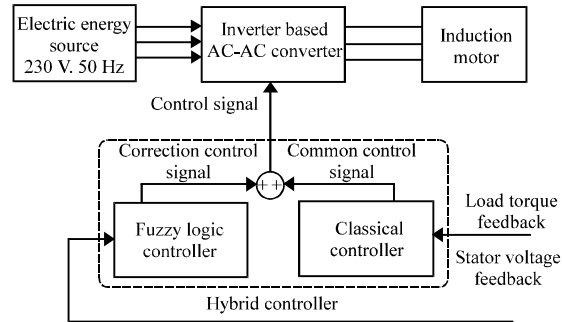 Electric energy
source
230 V. 50 Hz
Inverter based
AC-AC converter
Induction
motor
Control signal
Correction control
signal
Common control
signal
++
Fuzzy logic
controller
Classical
controller
Load torque
feedback
Stator voltage
feedback
Hybrid controller